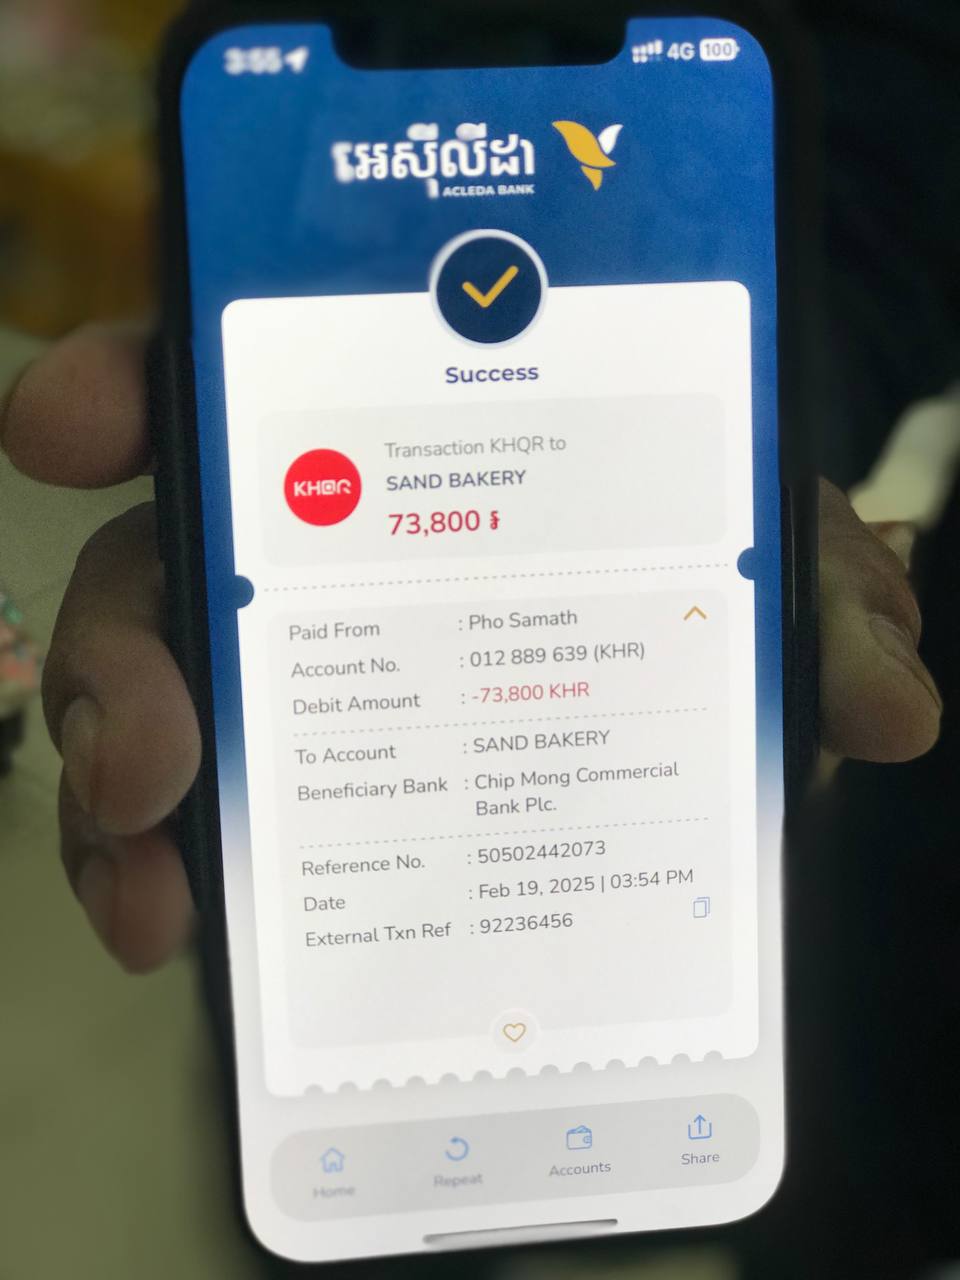 3:55
4G 100
អេស៊ីលីដា
ACLEDA BANK
Success
Transaction KHQR to
KHQR
SAND BAKERY
73,800 ៛
Paid From : Pho Samath
Account No. : 012 889 639 (KHR)
Debit Amount : -73,800 KHR
To Account : SAND BAKERY
Beneficiary Bank : Chip Mong Commercial
Bank Plc.
Reference No. : 50502442073
Date : Feb 19, 2025 | 03:54 PM
External Txn Ref : 92236456
Home Repeat Accounts Share